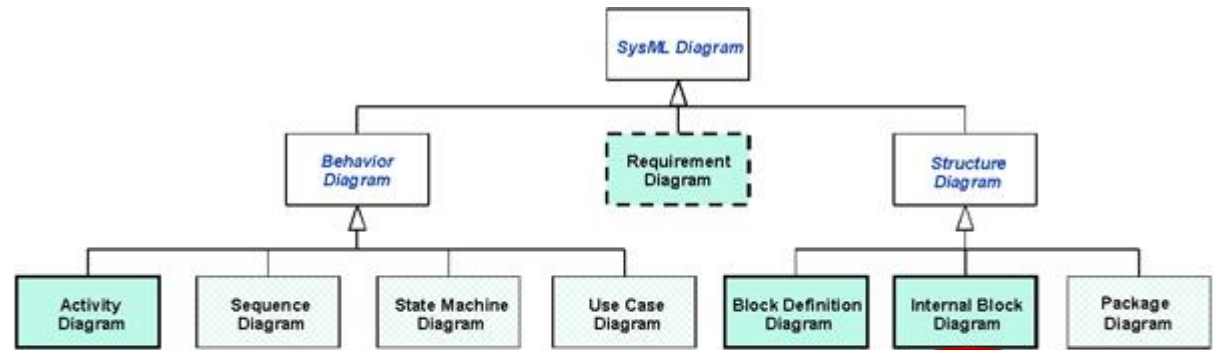 SysML Diagram
Behavior
Diagram
Requirement
Diagram
Structure
Diagram
Activity
Diagram
Sequence
Diagram
State Machine
Diagram
Use Case
Diagram
Block Definition
Diagram
Internal Block
Diagram
Package
Diagram